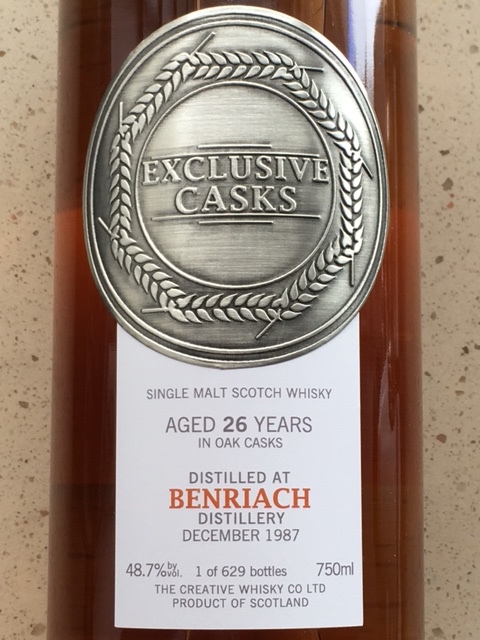 EXCLUSIVE
CASKS
SINGLE MALT SCOTCH WHISKY
AGED 26 YEARS
IN OAK CASKS
DISTILLED AT
BENRIACH
DISTILLERY
DECEMBER 1987
48.7% by vol. 1 of 629 bottles 750ml
THE CREATIVE WHISKY CO LTD
PRODUCT OF SCOTLAND